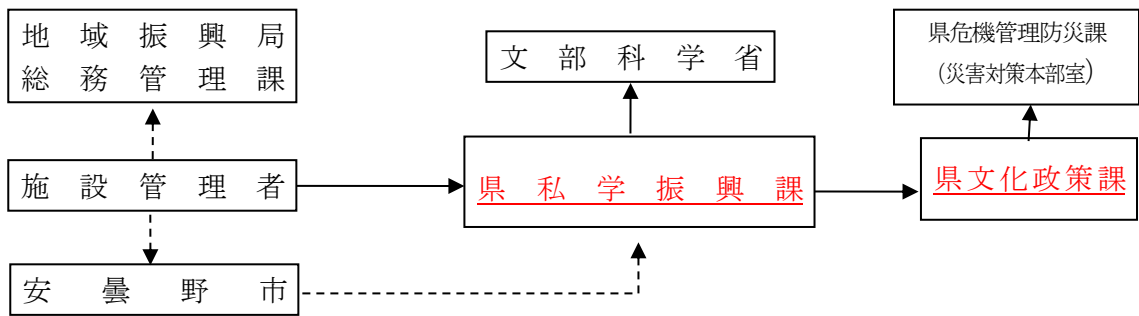 地域振興局
総務管理課
文部科学省
県危機管理防災課
（災害対策本部室）
施設管理者
県私学振興課
県文化政策課
安曇野市